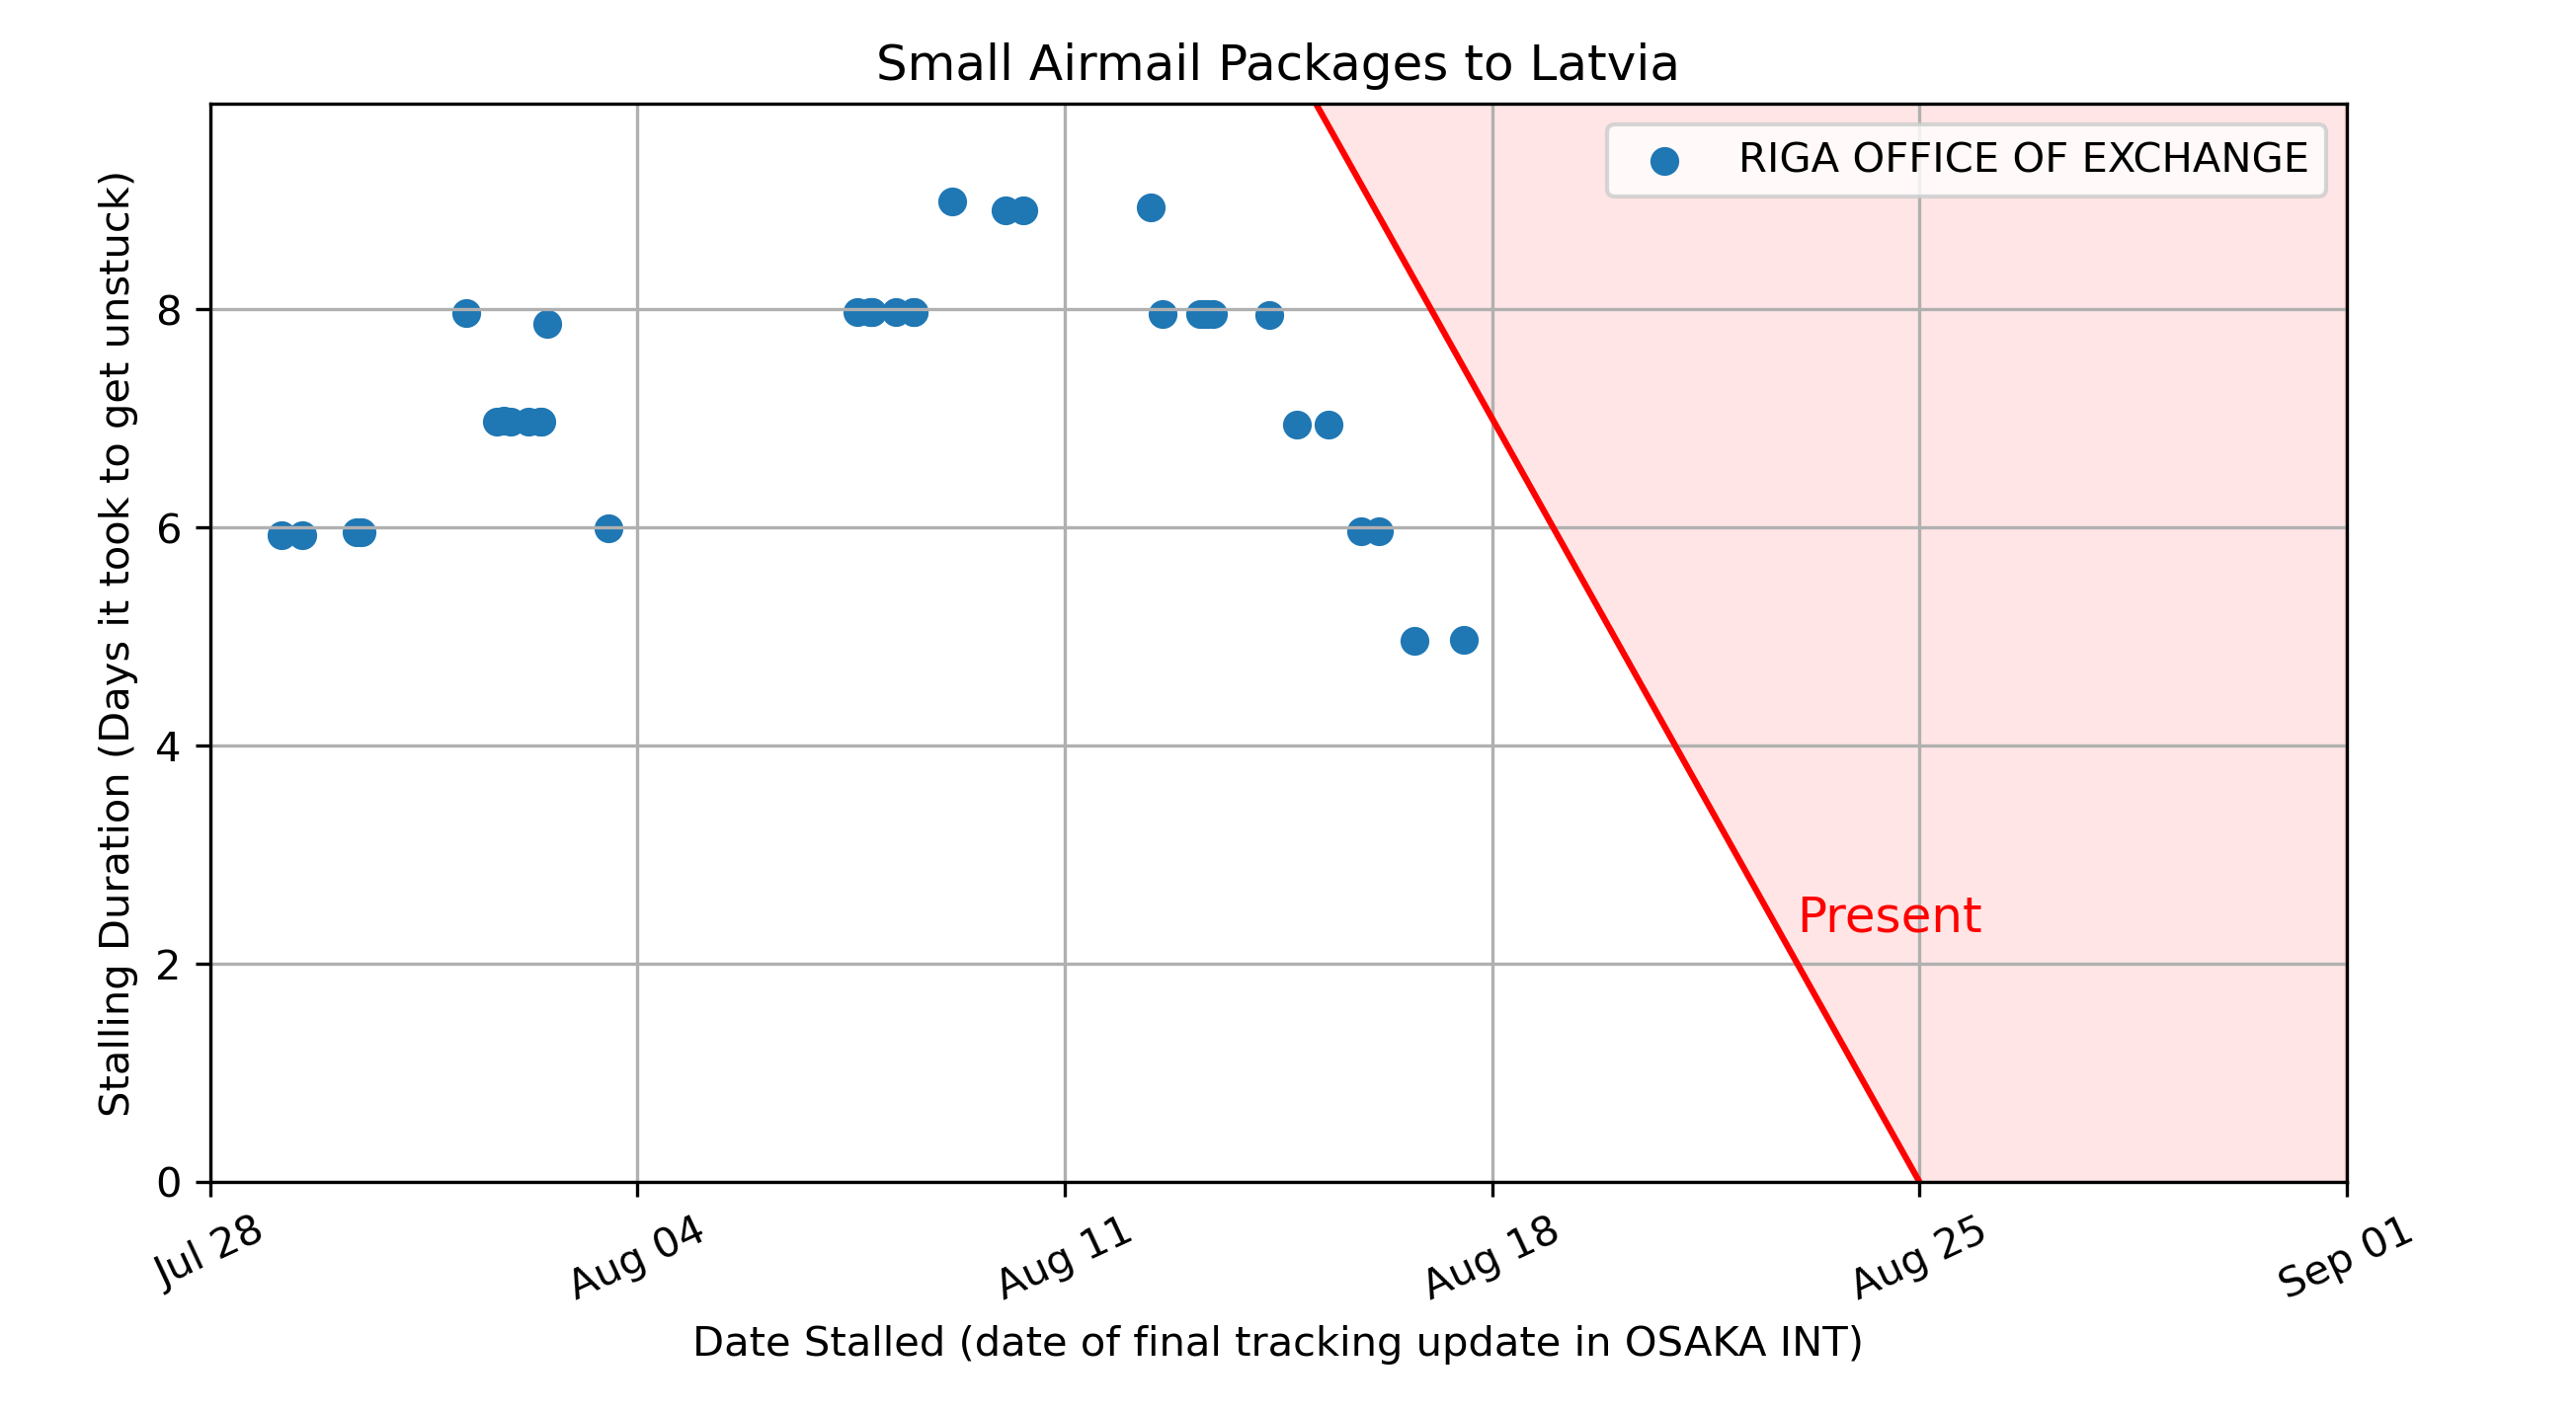 Small Airmail Packages to Latvia
RIGA OFFICE OF EXCHANGE
Stalling Duration (Days it took to get unstuck)
8
6
4
2
0
Present
Jul 28
Aug 04
Aug 11
Aug 18
Aug 25
Sep 01
Date Stalled (date of final tracking update in OSAKA INT)